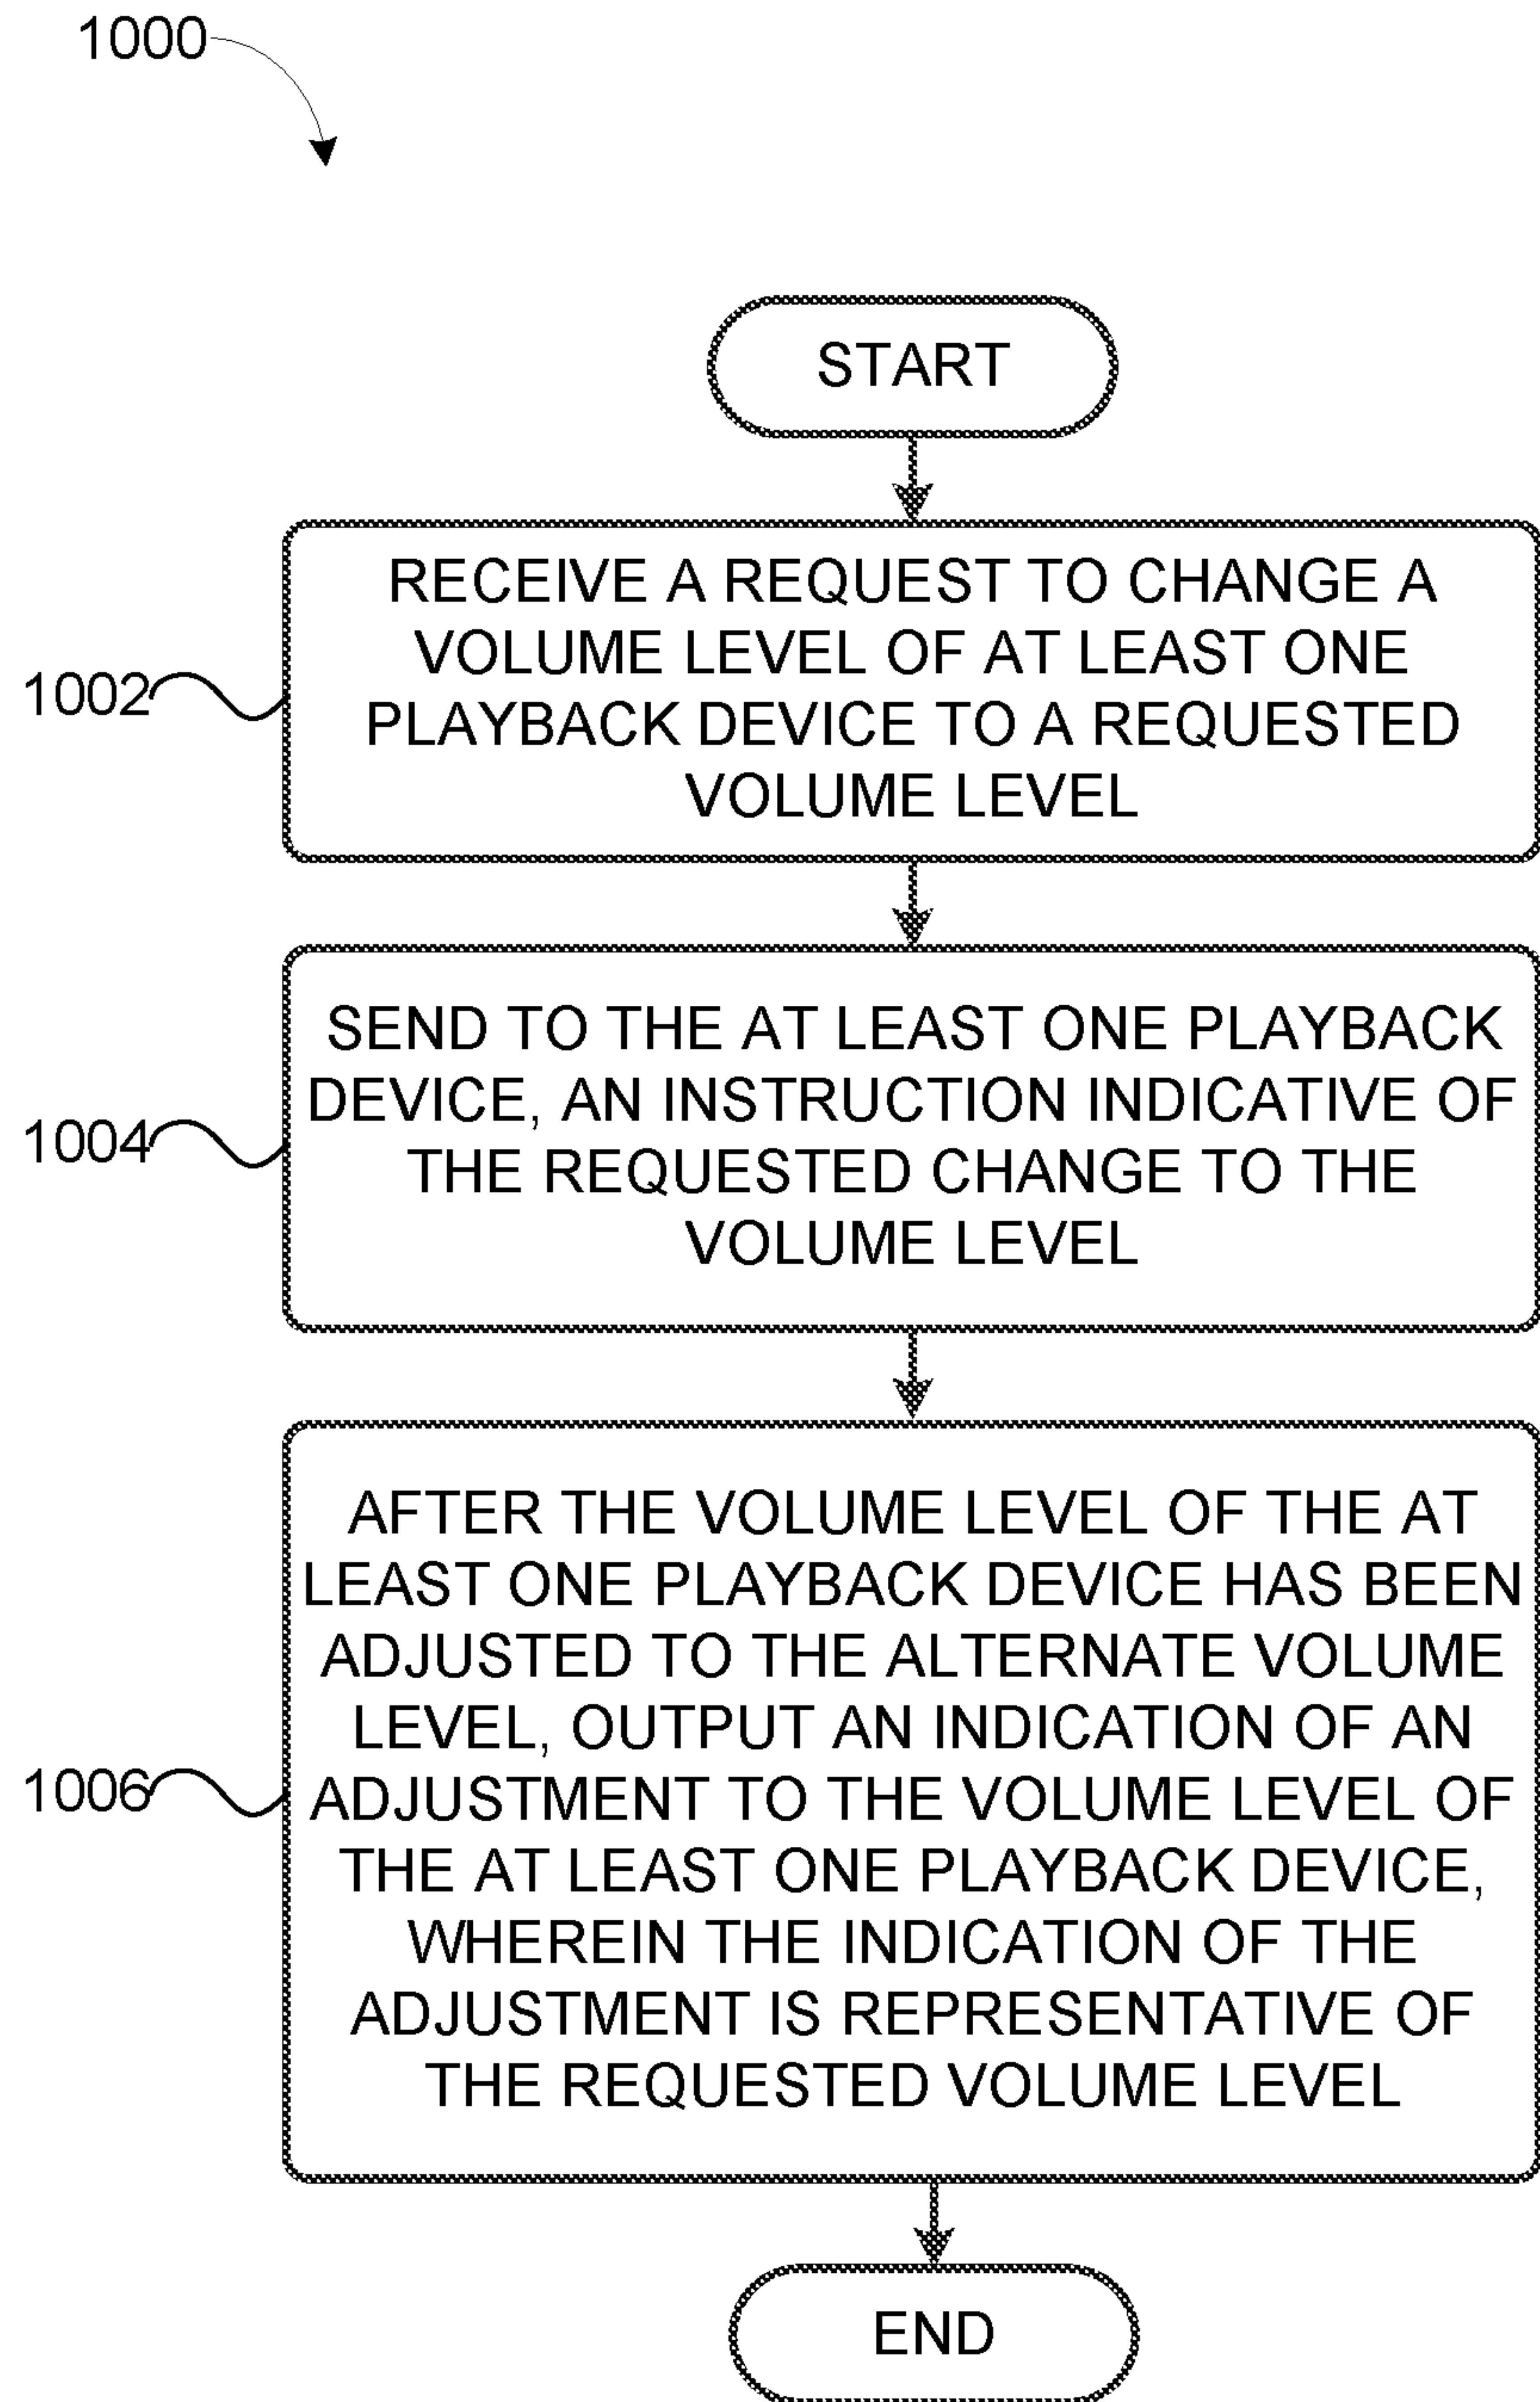 1000
START
RECEIVE A REQUEST TO CHANGE A
VOLUME LEVEL OF AT LEAST ONE
PLAYBACK DEVICE TO A REQUESTED
VOLUME LEVEL
1002
SEND TO THE AT LEAST ONE PLAYBACK
DEVICE, AN INSTRUCTION INDICATIVE OF
THE REQUESTED CHANGE TO THE
VOLUME LEVEL
1004
AFTER THE VOLUME LEVEL OF THE AT
LEAST ONE PLAYBACK DEVICE HAS BEEN
ADJUSTED TO THE ALTERNATE VOLUME
LEVEL, OUTPUT AN INDICATION OF AN
ADJUSTMENT TO THE VOLUME LEVEL OF
THE AT LEAST ONE PLAYBACK DEVICE,
WHEREIN THE INDICATION OF THE
ADJUSTMENT IS REPRESENTATIVE OF
THE REQUESTED VOLUME LEVEL
1006
END